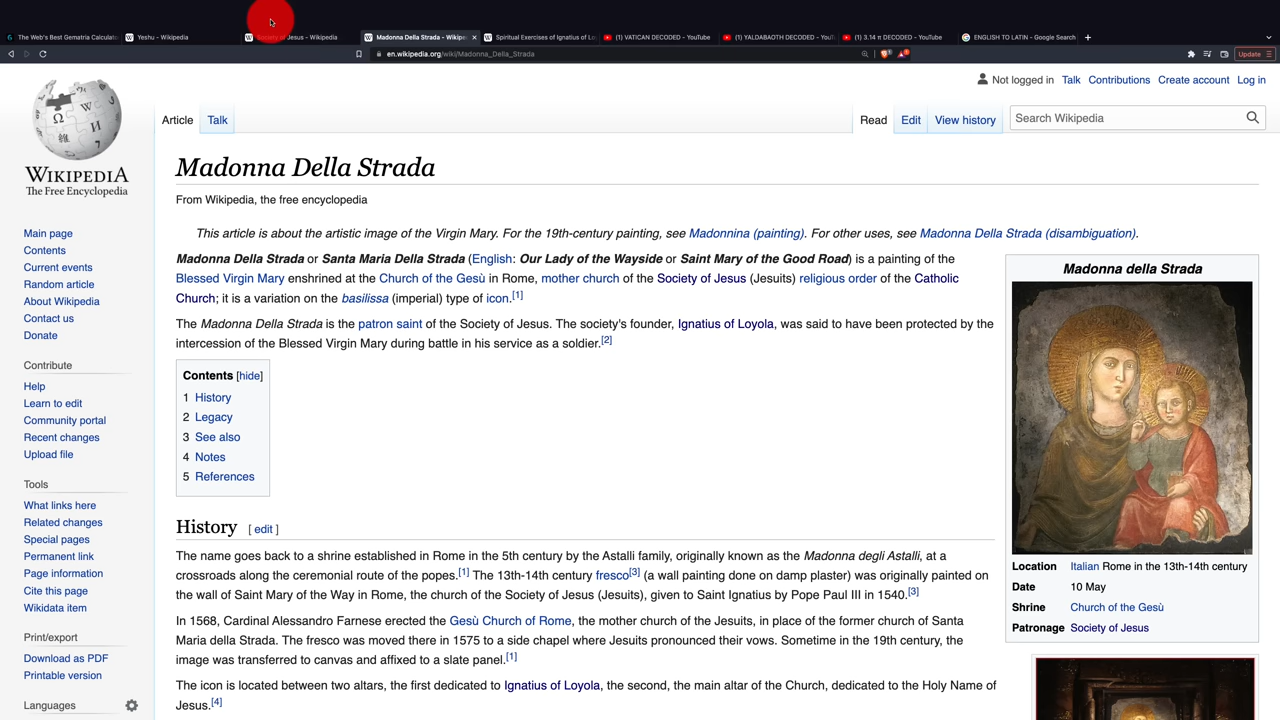 The Web's Best Gematria Calculat
Yeshu - Wikipedia
Society of Jesus - Wikipedia
Madonna Della Strada - Wikip
Spiritual Exercises of Ignatius of Lo
(1) VATICAN DECODED - YouTube
(1) YALDABAOTH DECODED - YouT
(1) 3.14 π DECODED - YouTube
ENGLISH TO LATIN - Google Search
en.wikipedia.org/wiki/Madonna_Della_Strada
Update
Not logged in Talk Contributions Create account Log in
Article Talk
Read Edit View history
Search Wikipedia
WIKIPEDIA
The Free Encyclopedia
Main page
Contents
Current events
Random article
About Wikipedia
Contact us
Donate
Contribute
Help
Learn to edit
Community portal
Recent changes
Upload file
Tools
What links here
Related changes
Special pages
Permanent link
Page information
Cite this page
Wikidata item
Print/export
Download as PDF
Printable version
Languages
Madonna Della Strada
From Wikipedia, the free encyclopedia
This article is about the artistic image of the Virgin Mary. For the 19th-century painting, see Madonnina (painting). For other uses, see Madonna Della Strada (disambiguation).
Madonna Della Strada or Santa Maria Della Strada (English: Our Lady of the Wayside or Saint Mary of the Good Road) is a painting of the
Blessed Virgin Mary enshrined at the Church of the Gesù in Rome, mother church of the Society of Jesus (Jesuits) religious order of the Catholic
Church; it is a variation on the basilissa (imperial) type of icon.[1]
The Madonna Della Strada is the patron saint of the Society of Jesus. The society's founder, Ignatius of Loyola, was said to have been protected by the
intercession of the Blessed Virgin Mary during battle in his service as a soldier.[2]
Contents [hide]
1 History
2 Legacy
3 See also
4 Notes
5 References
History [ edit ]
The name goes back to a shrine established in Rome in the 5th century by the Astalli family, originally known as the Madonna degli Astalli, at a
crossroads along the ceremonial route of the popes.[1] The 13th-14th century fresco[3] (a wall painting done on damp plaster) was originally painted on
the wall of Saint Mary of the Way in Rome, the church of the Society of Jesus (Jesuits), given to Saint Ignatius by Pope Paul III in 1540.[3]
In 1568, Cardinal Alessandro Farnese erected the Gesù Church of Rome, the mother church of the Jesuits, in place of the former church of Santa
Maria della Strada. The fresco was moved there in 1575 to a side chapel where Jesuits pronounced their vows. Sometime in the 19th century, the
image was transferred to canvas and affixed to a slate panel.[1]
The icon is located between two altars, the first dedicated to Ignatius of Loyola, the second, the main altar of the Church, dedicated to the Holy Name of
Jesus.[4]
Madonna della Strada
Location Italian Rome in the 13th-14th century
Date 10 May
Shrine Church of the Gesù
Patronage Society of Jesus